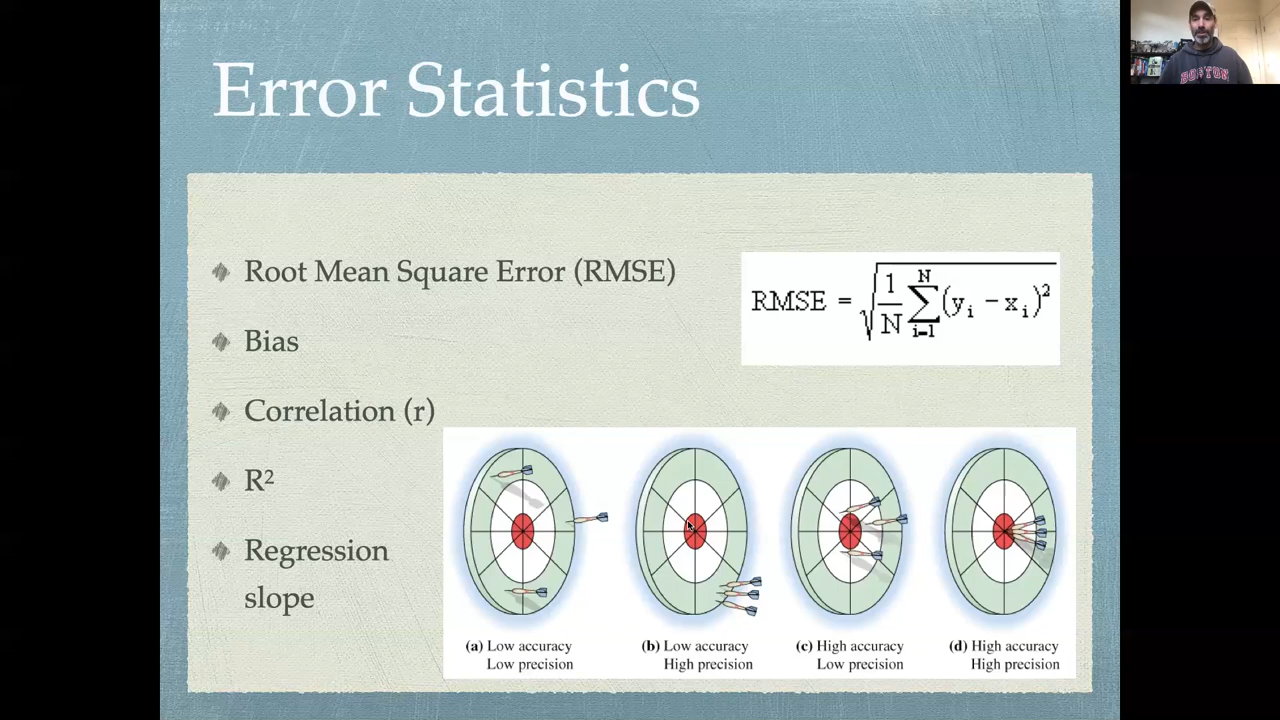 Error Statistics
Root Mean Square Error (RMSE)
Bias
Correlation (r)
R²
Regression
slope
RMSE = √ 1/N N ∑ i=1 (yᵢ − xᵢ)²
(a) Low accuracy
Low precision
(b) Low accuracy
High precision
(c) High accuracy
Low precision
(d) High accuracy
High precision
BOSTON